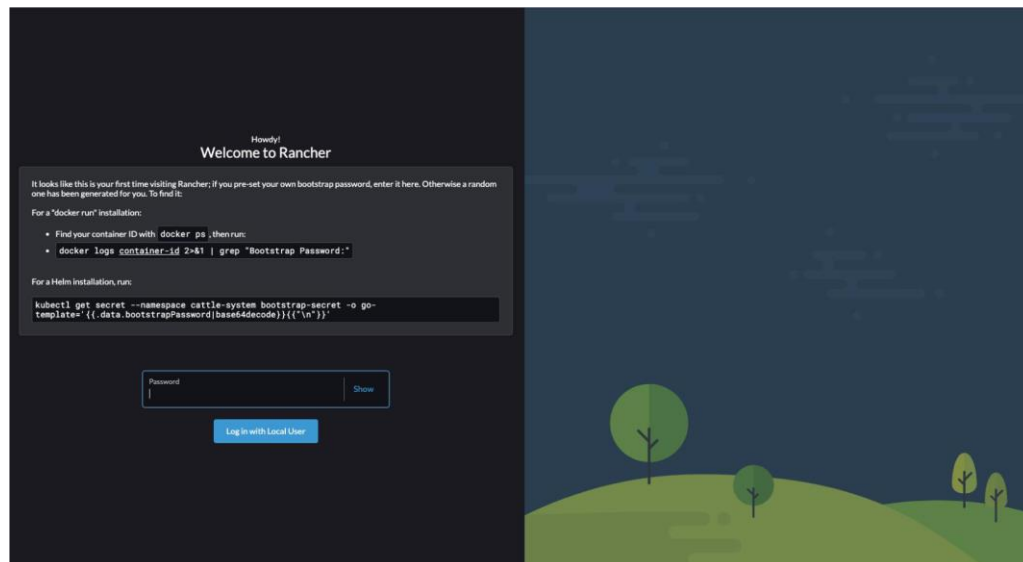 Howdy!
Welcome to Rancher
It looks like this is your first time visiting Rancher; if you pre-set your own bootstrap password, enter it here. Otherwise a random
one has been generated for you. To find it:
For a "docker run" installation:
• Find your container ID with docker ps , then run:
• docker logs container-id 2>&1 | grep "Bootstrap Password:"
For a Helm installation, run:
kubectl get secret --namespace cattle-system bootstrap-secret -o go-
template='{{.data.bootstrapPassword|base64decode}}{{"\n"}}'
Password
Show
Log in with Local User